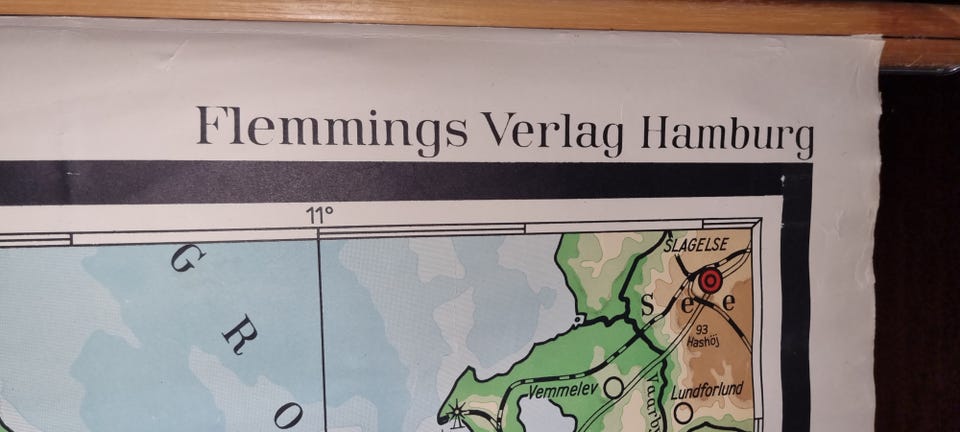 Flemmings Verlag Hamburg
11°
G
SLAGELSE
S e e
R
93
Hashöj
Vemmelev
Lundforlund
O